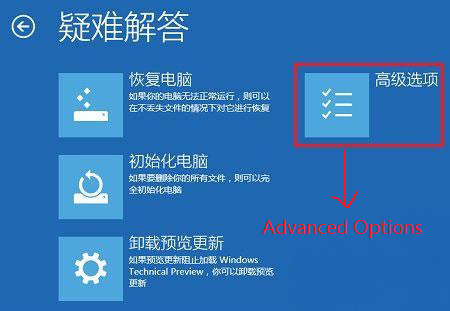 疑难解答
恢复电脑
如果你的电脑无法正常运行，则可以
在不丢失文件的情况下对它进行恢复
高级选项
初始化电脑
如果要删除你的所有文件，则可以完
全初始化电脑
Advanced Options
卸载预览更新
如果预览更新阻止加载 Windows
Technical Preview，你可以卸载预览
更新